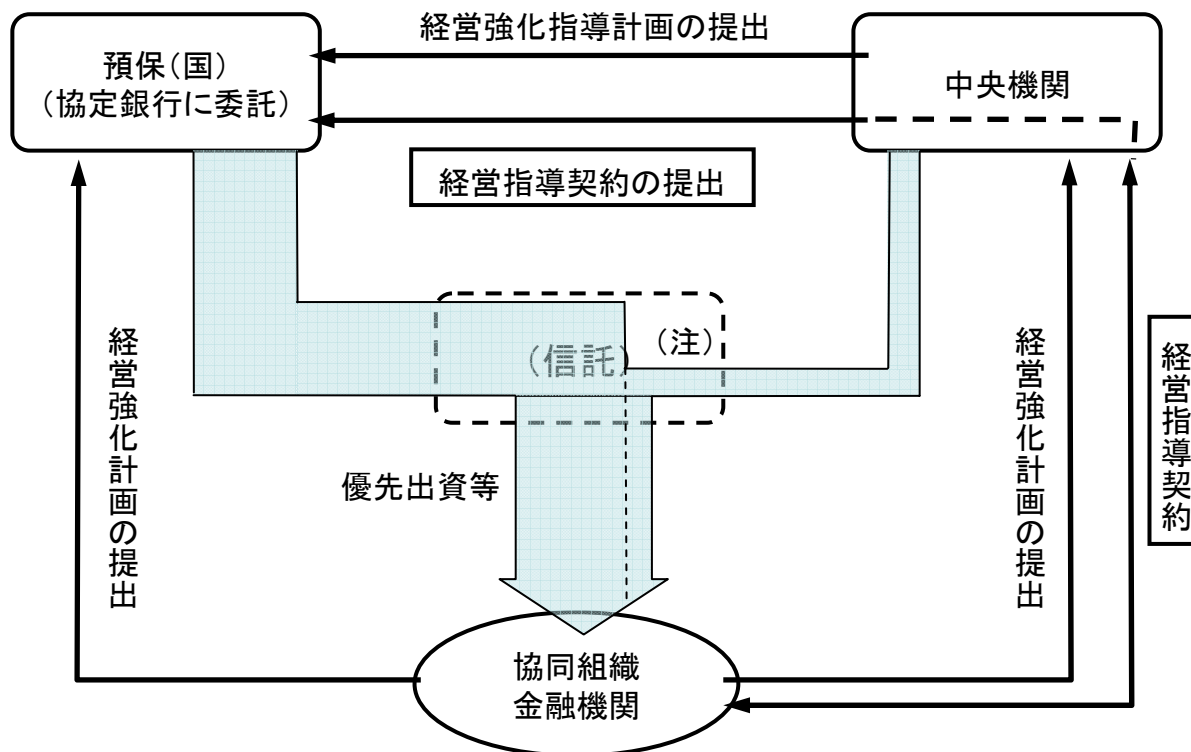 経営強化指導計画の提出
預保(国)
(協定銀行に委託)
中央機関
経営指導契約の提出
(注)
(信託)
経営強化計画の提出
優先出資等
経営強化計画の提出
経営指導契約
協同組織
金融機関